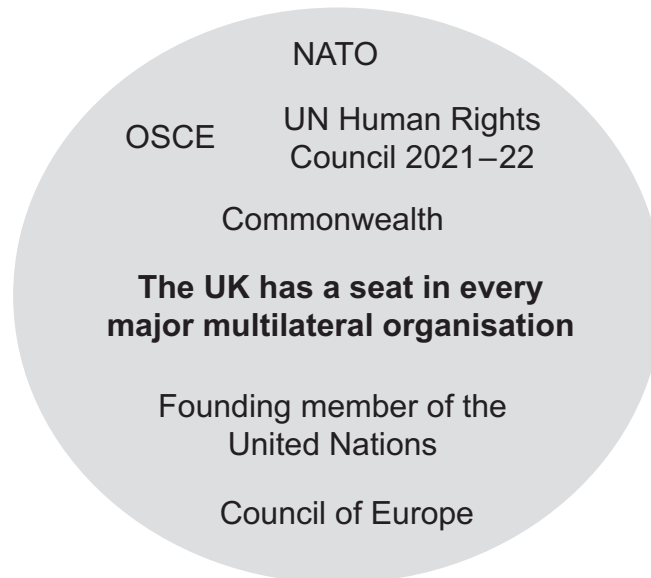 NATO
OSCE
UN Human Rights
Council 2021–22
Commonwealth
The UK has a seat in every
major multilateral organisation
Founding member of the
United Nations
Council of Europe